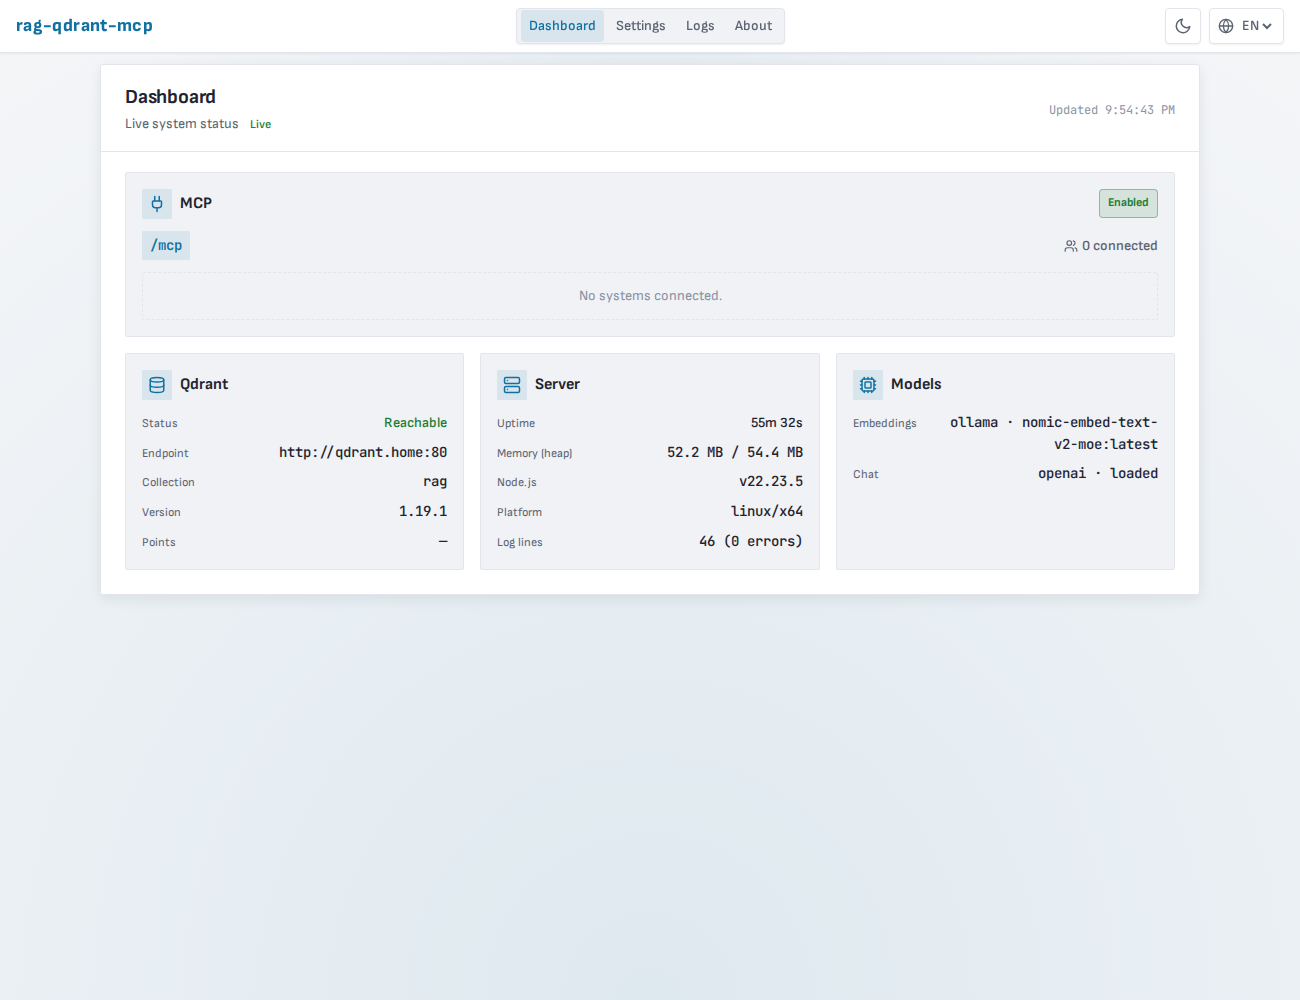 rag-qdrant-mcp
Dashboard Settings Logs About
EN
Dashboard
Live system status Live
Updated 9:54:43 PM
MCP
Enabled
/mcp
0 connected
No systems connected.
Qdrant
Status Reachable
Endpoint http://qdrant.home:80
Collection rag
Version 1.19.1
Points —
Server
Uptime 55m 32s
Memory (heap) 52.2 MB / 54.4 MB
Node.js v22.23.5
Platform linux/x64
Log lines 46 (0 errors)
Models
Embeddings ollama · nomic-embed-text-
v2-moe:latest
Chat openai · loaded